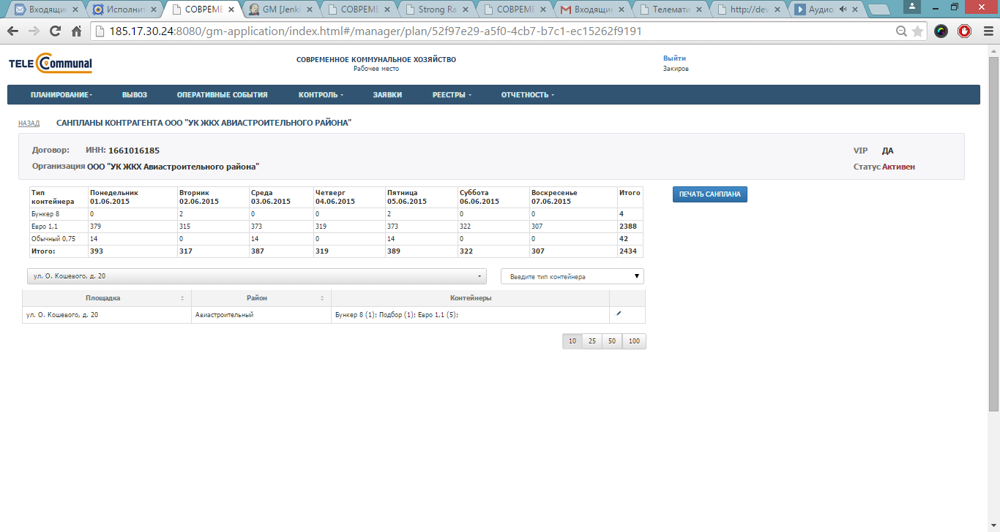 Входящие
Исполнит
СОВРЕМЕ
GM [Jenki
СОВРЕМЕ
Strong Ra
СОВРЕМЕ
Входящие
Телемати
http://dev
Аудио
185.17.30.24:8080/gm-application/index.html#/manager/plan/52f97e29-a5f0-4cb7-b7c1-ec15262f9191
TELE Communal
СОВРЕМЕННОЕ КОММУНАЛЬНОЕ ХОЗЯЙСТВО
Рабочее место
Выйти
Закиров
ПЛАНИРОВАНИЕ ВЫВОЗ ОПЕРАТИВНЫЕ СОБЫТИЯ КОНТРОЛЬ ЗАЯВКИ РЕЕСТРЫ ОТЧЕТНОСТЬ
НАЗАД САНПЛАНЫ КОНТРАГЕНТА ООО "УК ЖКХ АВИАСТРОИТЕЛЬНОГО РАЙОНА"
Договор: ИНН: 1661016185 VIP ДА
Организация ООО "УК ЖКХ Авиастроительного района" Статус Активен
Тип контейнера Понедельник 01.06.2015 Вторник 02.06.2015 Среда 03.06.2015 Четверг 04.06.2015 Пятница 05.06.2015 Суббота 06.06.2015 Воскресенье 07.06.2015 Итого
Бункер 8 0 2 0 0 2 0 0 4
Евро 1,1 379 315 373 319 373 322 307 2388
Обычный 0,75 14 0 14 0 14 0 0 42
Итого: 393 317 387 319 389 322 307 2434
ПЕЧАТЬ САНПЛАНА
ул. О. Кошевого, д. 20 Введите тип контейнера
Площадка Район Контейнеры
ул. О. Кошевого, д. 20 Авиастроительный Бункер 8 (1); Подбор (1); Евро 1,1 (5);
10 25 50 100